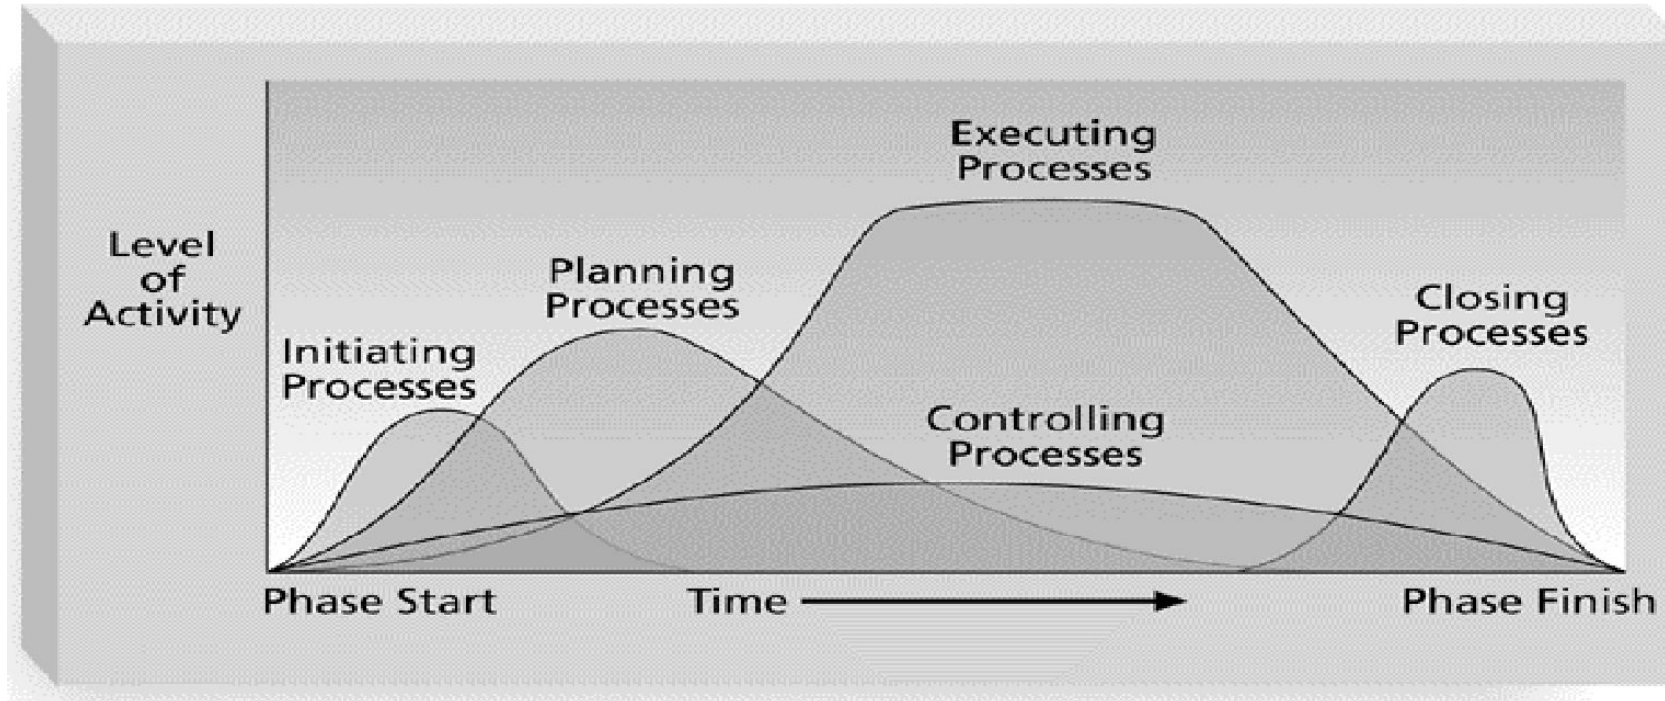 Executing
Processes
Level
of
Activity
Planning
Processes
Initiating
Processes
Closing
Processes
Controlling
Processes
Phase Start
Time
Phase Finish